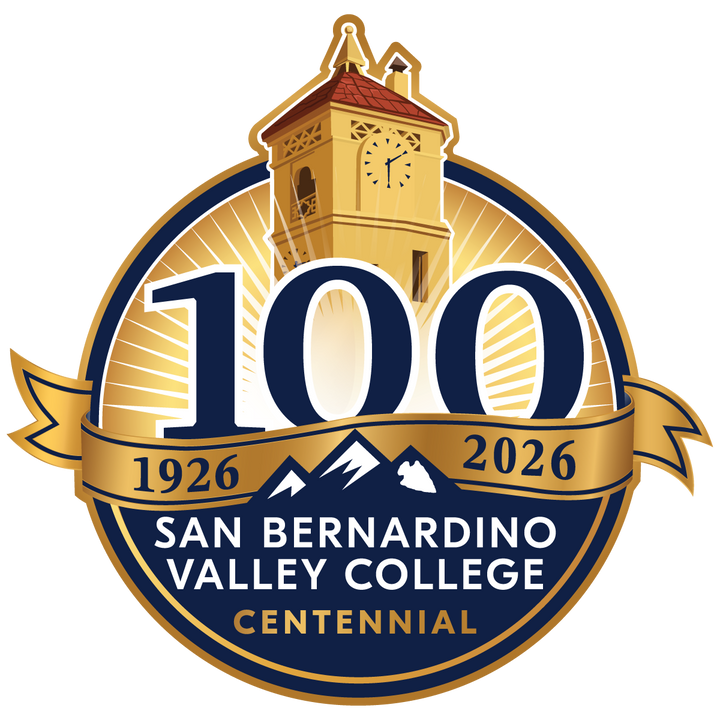 100
1926
2026
SAN BERNARDINO
VALLEY COLLEGE
CENTENNIAL